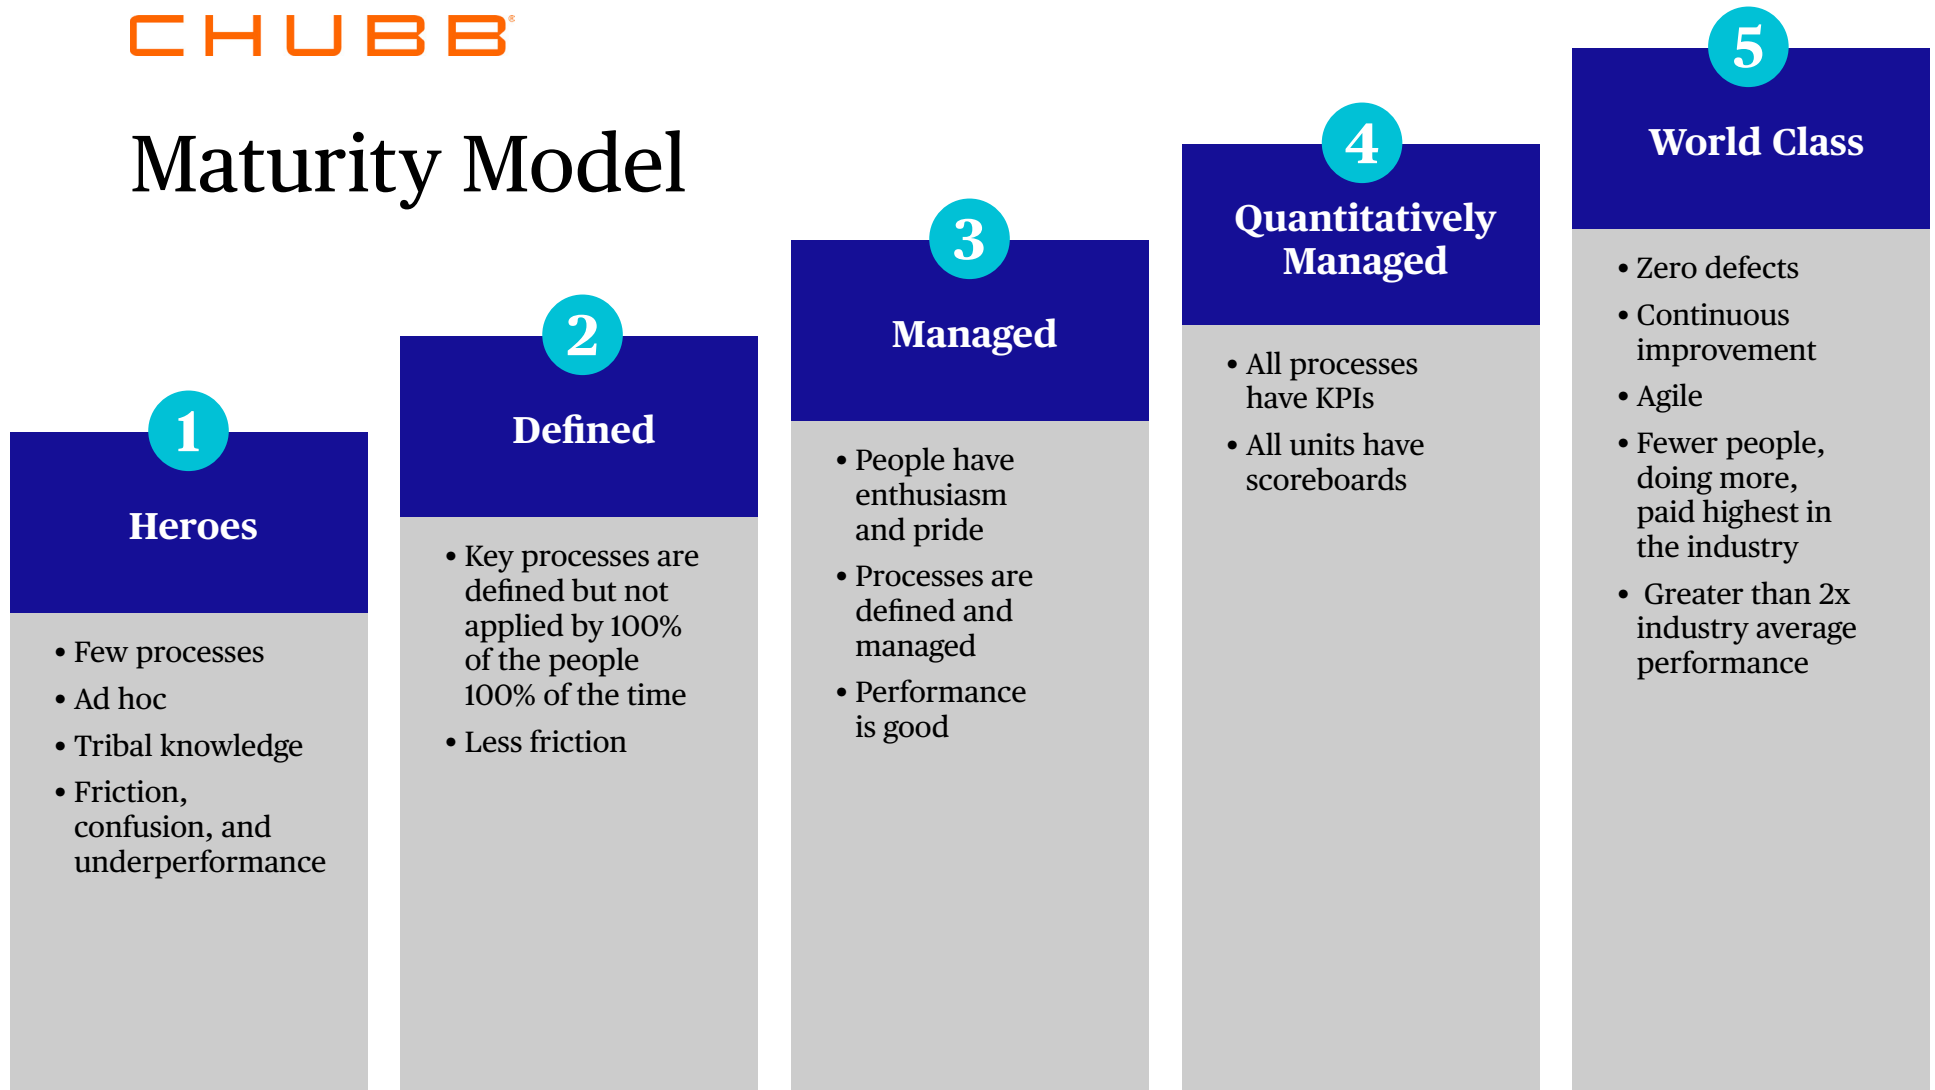 CHUBB®
Maturity Model
1
Heroes
• Few processes
• Ad hoc
• Tribal knowledge
• Friction,
confusion, and
underperformance
2
Defined
• Key processes are
defined but not
applied by 100%
of the people
100% of the time
• Less friction
3
Managed
• People have
enthusiasm
and pride
• Processes are
defined and
managed
• Performance
is good
4
Quantitatively
Managed
• All processes
have KPIs
• All units have
scoreboards
5
World Class
• Zero defects
• Continuous
improvement
• Agile
• Fewer people,
doing more,
paid highest in
the industry
• Greater than 2x
industry average
performance